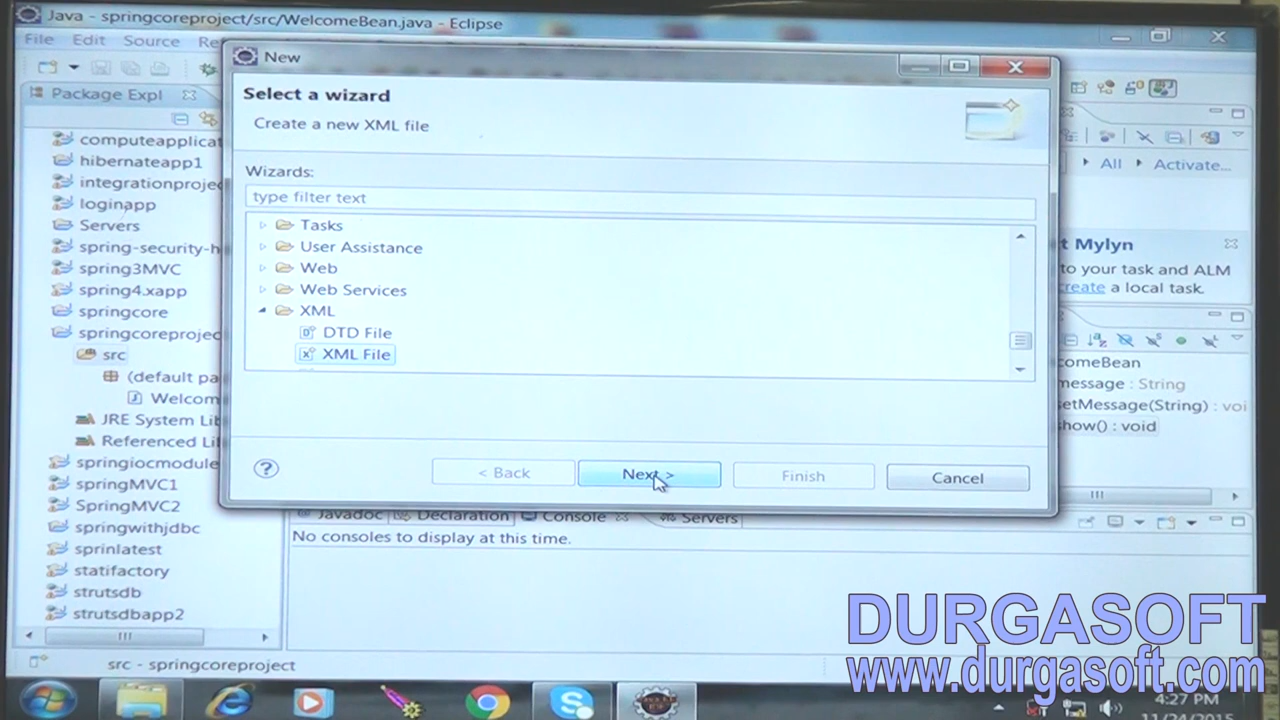 Java - springcoreproject/src/WelcomeBean.java - Eclipse
File Edit Source
New
Package Expl
Select a wizard
Create a new XML file
Wizards:
type filter text
Tasks
User Assistance
Web
Web Services
XML
DTD File
XML File
< Back
Next >
Finish
Cancel
computeapplicat
hibernateapp1
integrationprojec
loginapp
Servers
spring-security-h
spring3MVC
spring4.xapp
springcore
springcoreprojec
src
(default pa
Welcom
JRE System Lib
Referenced Li
springiocmodule
springMVC1
SpringMVC2
springwithjdbc
sprinlatest
statifactory
strutsdb
strutsdbapp2
All Activate...
t Mylyn
to your task and ALM
create a local task.
comeBean
message : String
etMessage(String) : voi
how() : void
Javadoc Declaration Console Servers
No consoles to display at this time.
src - springcoreproject
4:27 PM
DURGASOFT
www.durgasoft.com